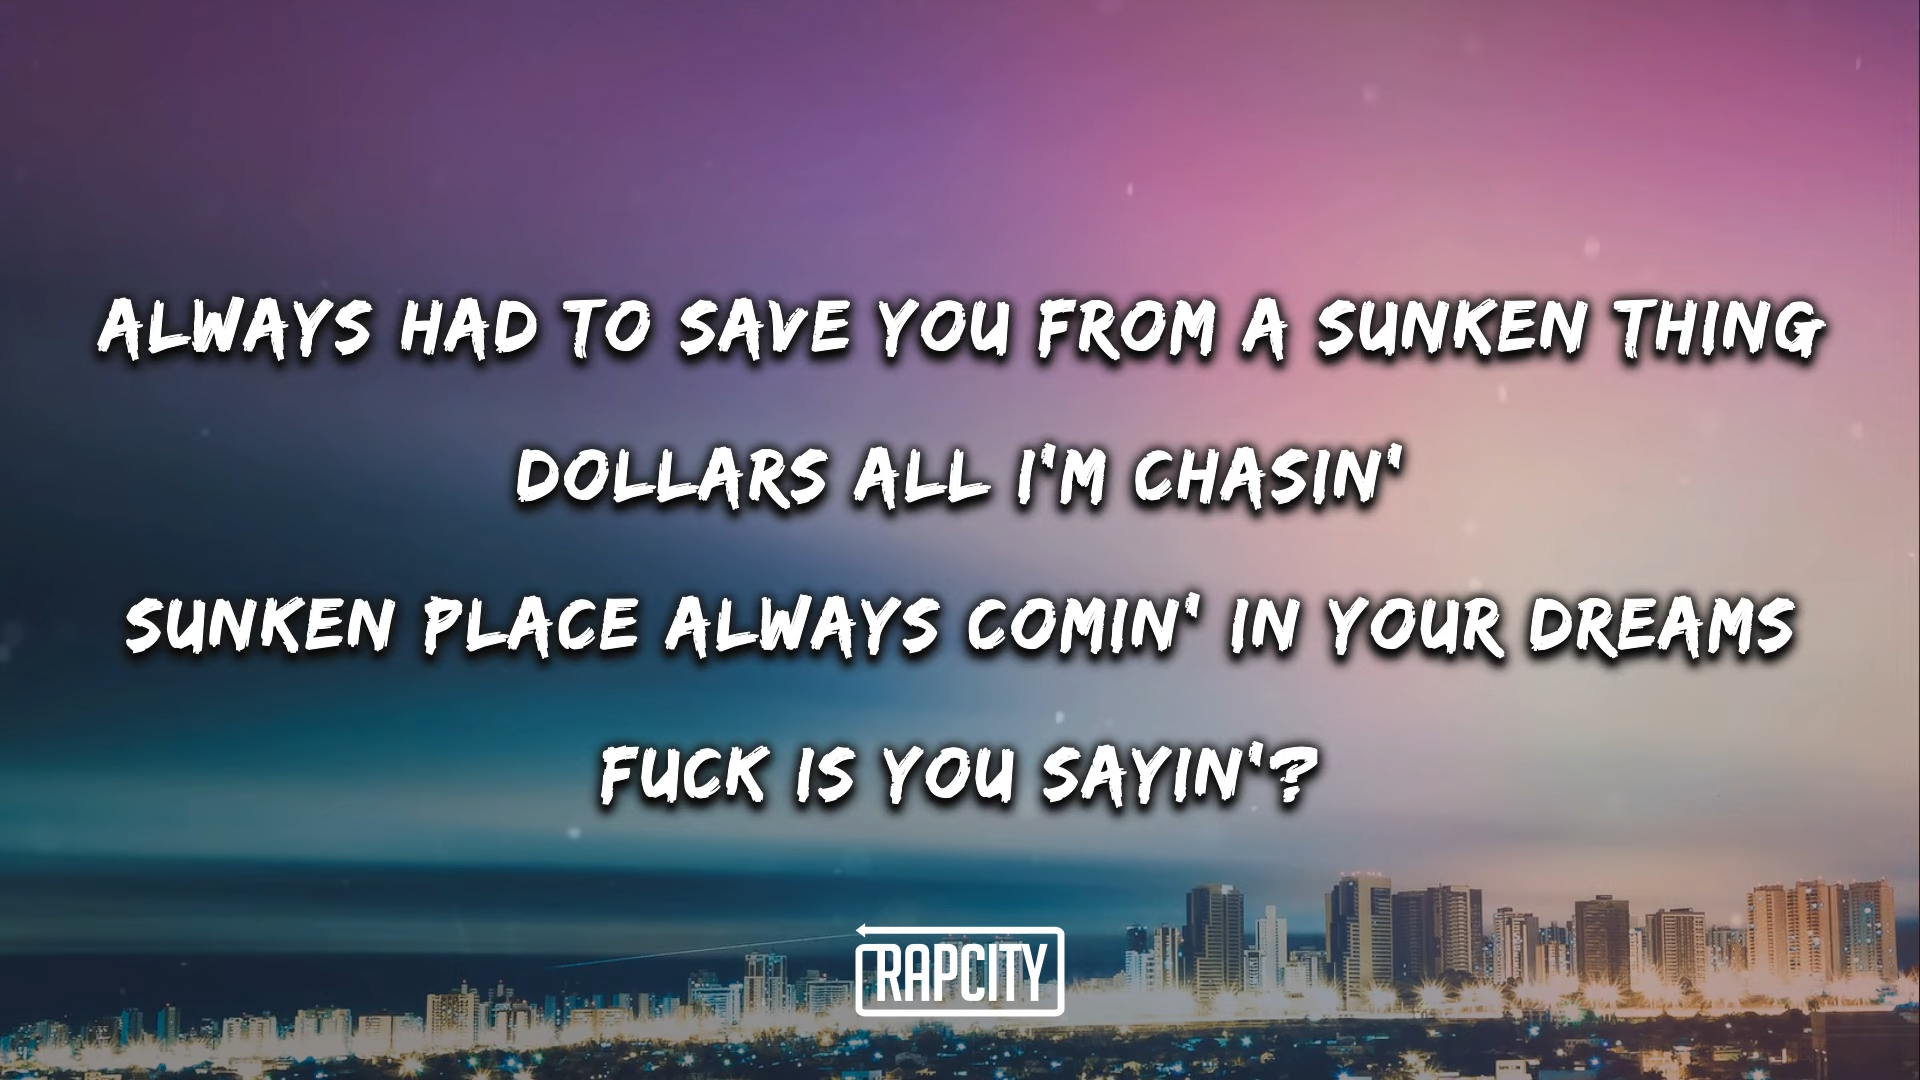 ALWAYS HAD TO SAVE YOU FROM A SUNKEN THING
DOLLARS ALL I'M CHASIN'
SUNKEN PLACE ALWAYS COMIN' IN YOUR DREAMS
FUCK IS YOU SAYIN'?
RAPCITY